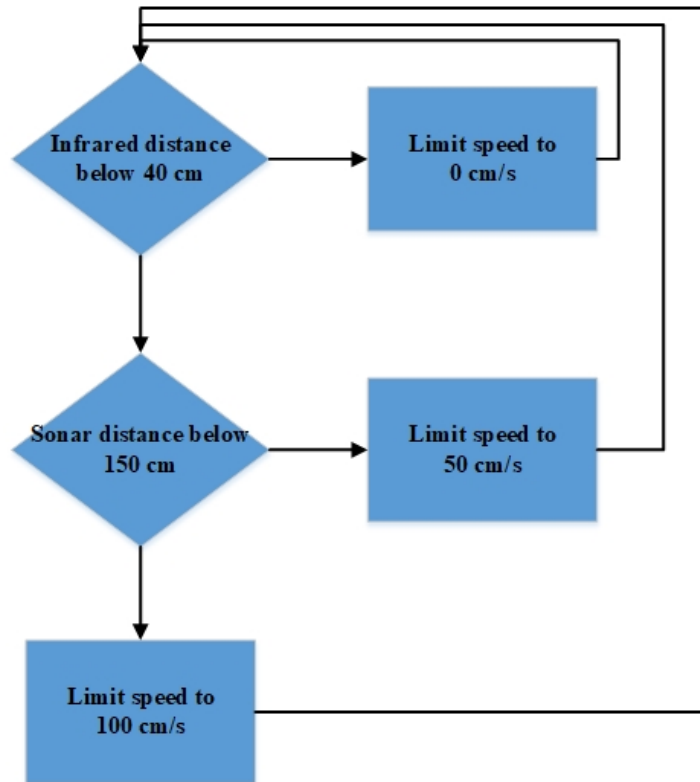 Infrared distance
below 40 cm
Limit speed to
0 cm/s
Sonar distance below
150 cm
Limit speed to
50 cm/s
Limit speed to
100 cm/s